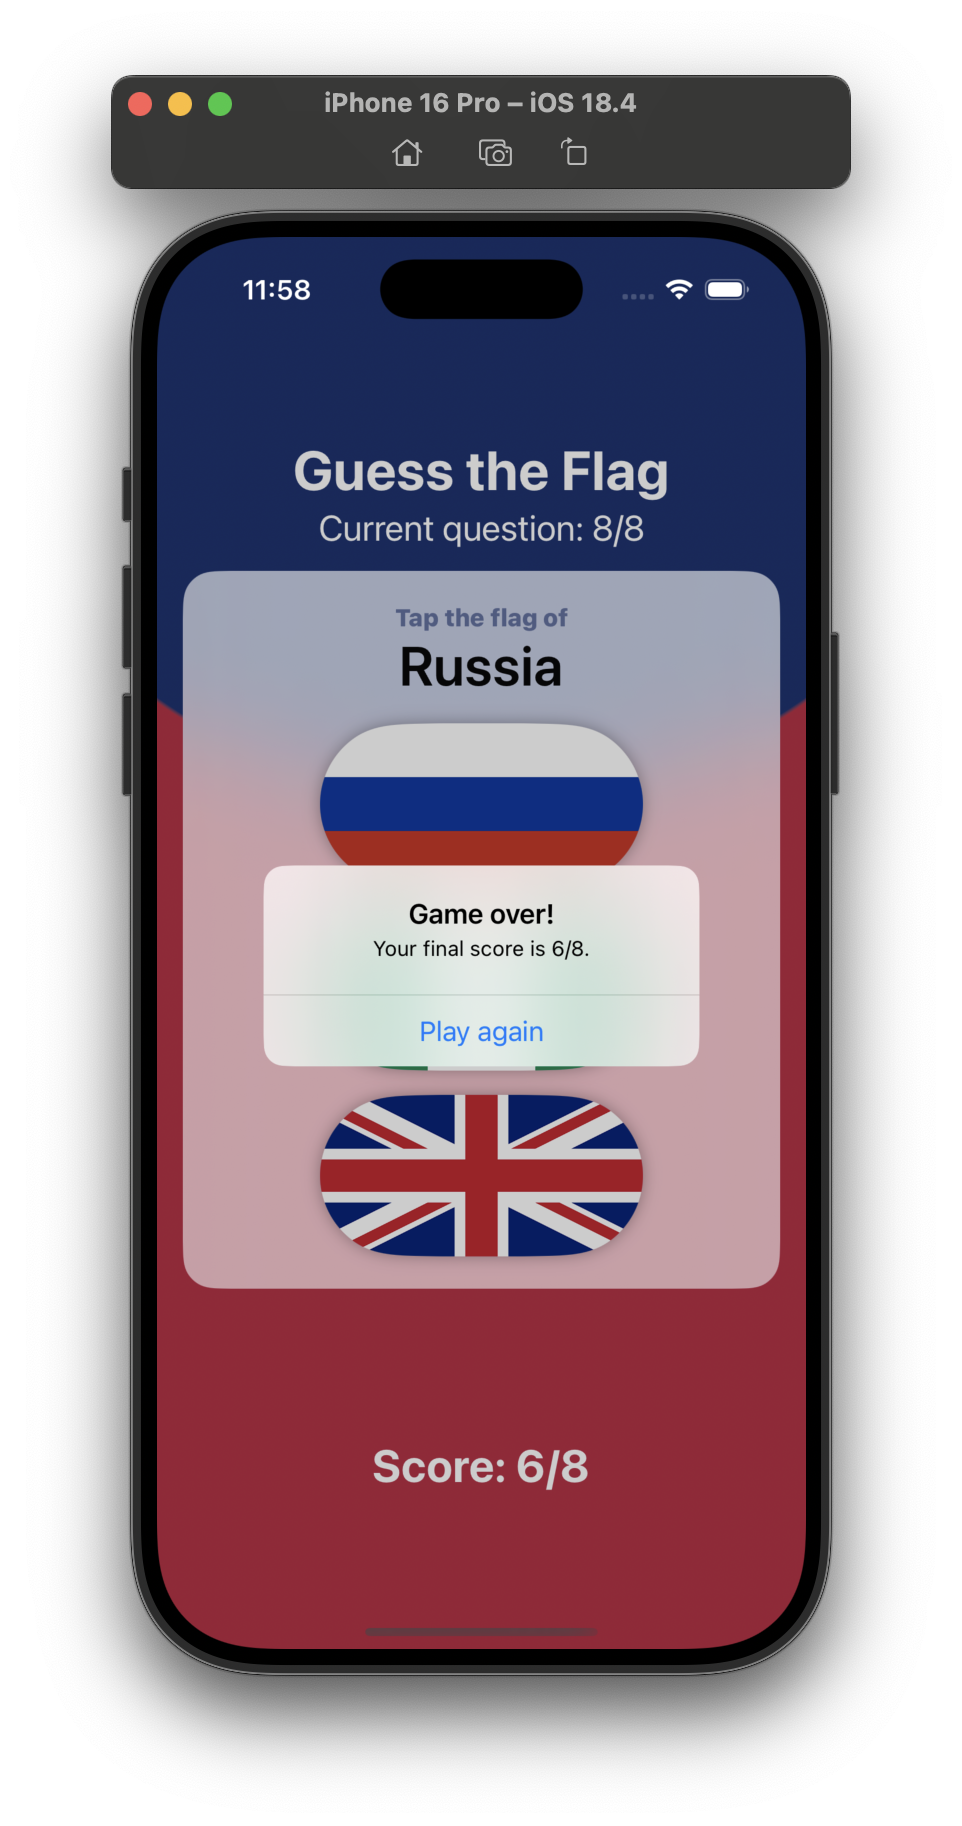 iPhone 16 Pro – iOS 18.4
11:58
Guess the Flag
Current question: 8/8
Tap the flag of
Russia
Game over!
Your final score is 6/8.
Play again
Score: 6/8